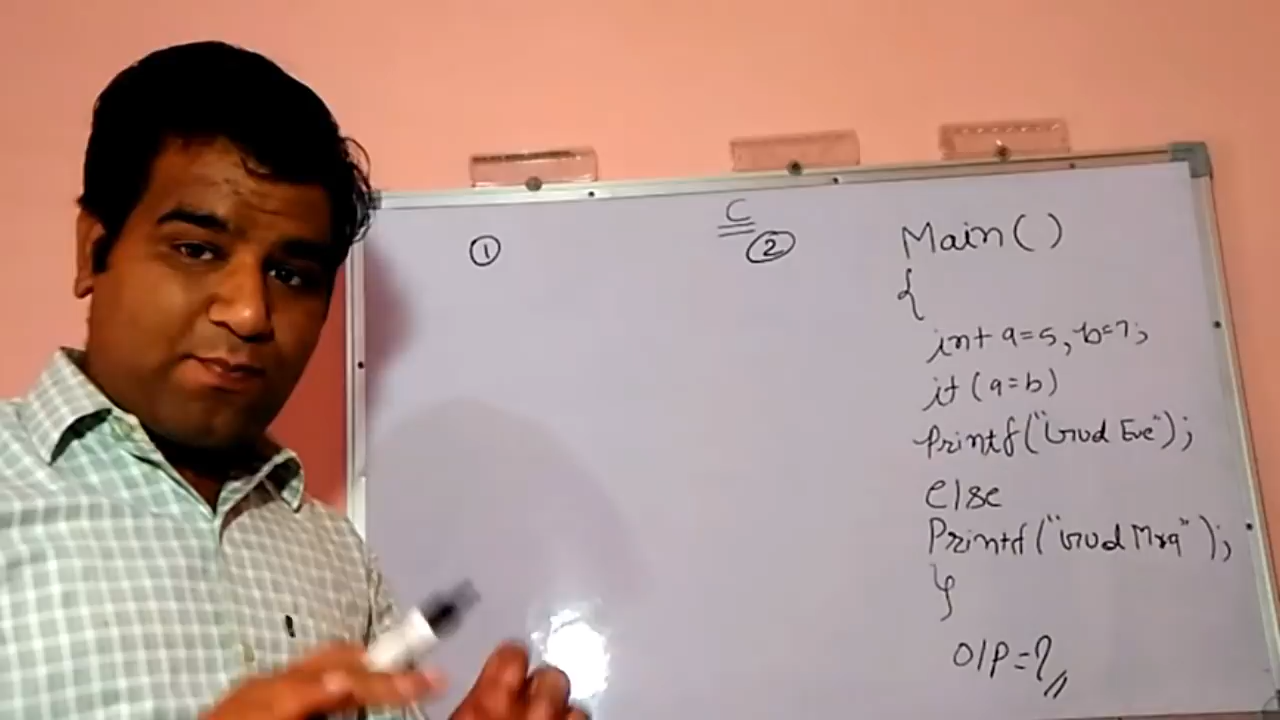 C
①
②
Main()
{
int a=5, b=7;
if (a=b)
Printf("Gud Eve");
else
Printf("Gud Mrg");
}
O/P=?